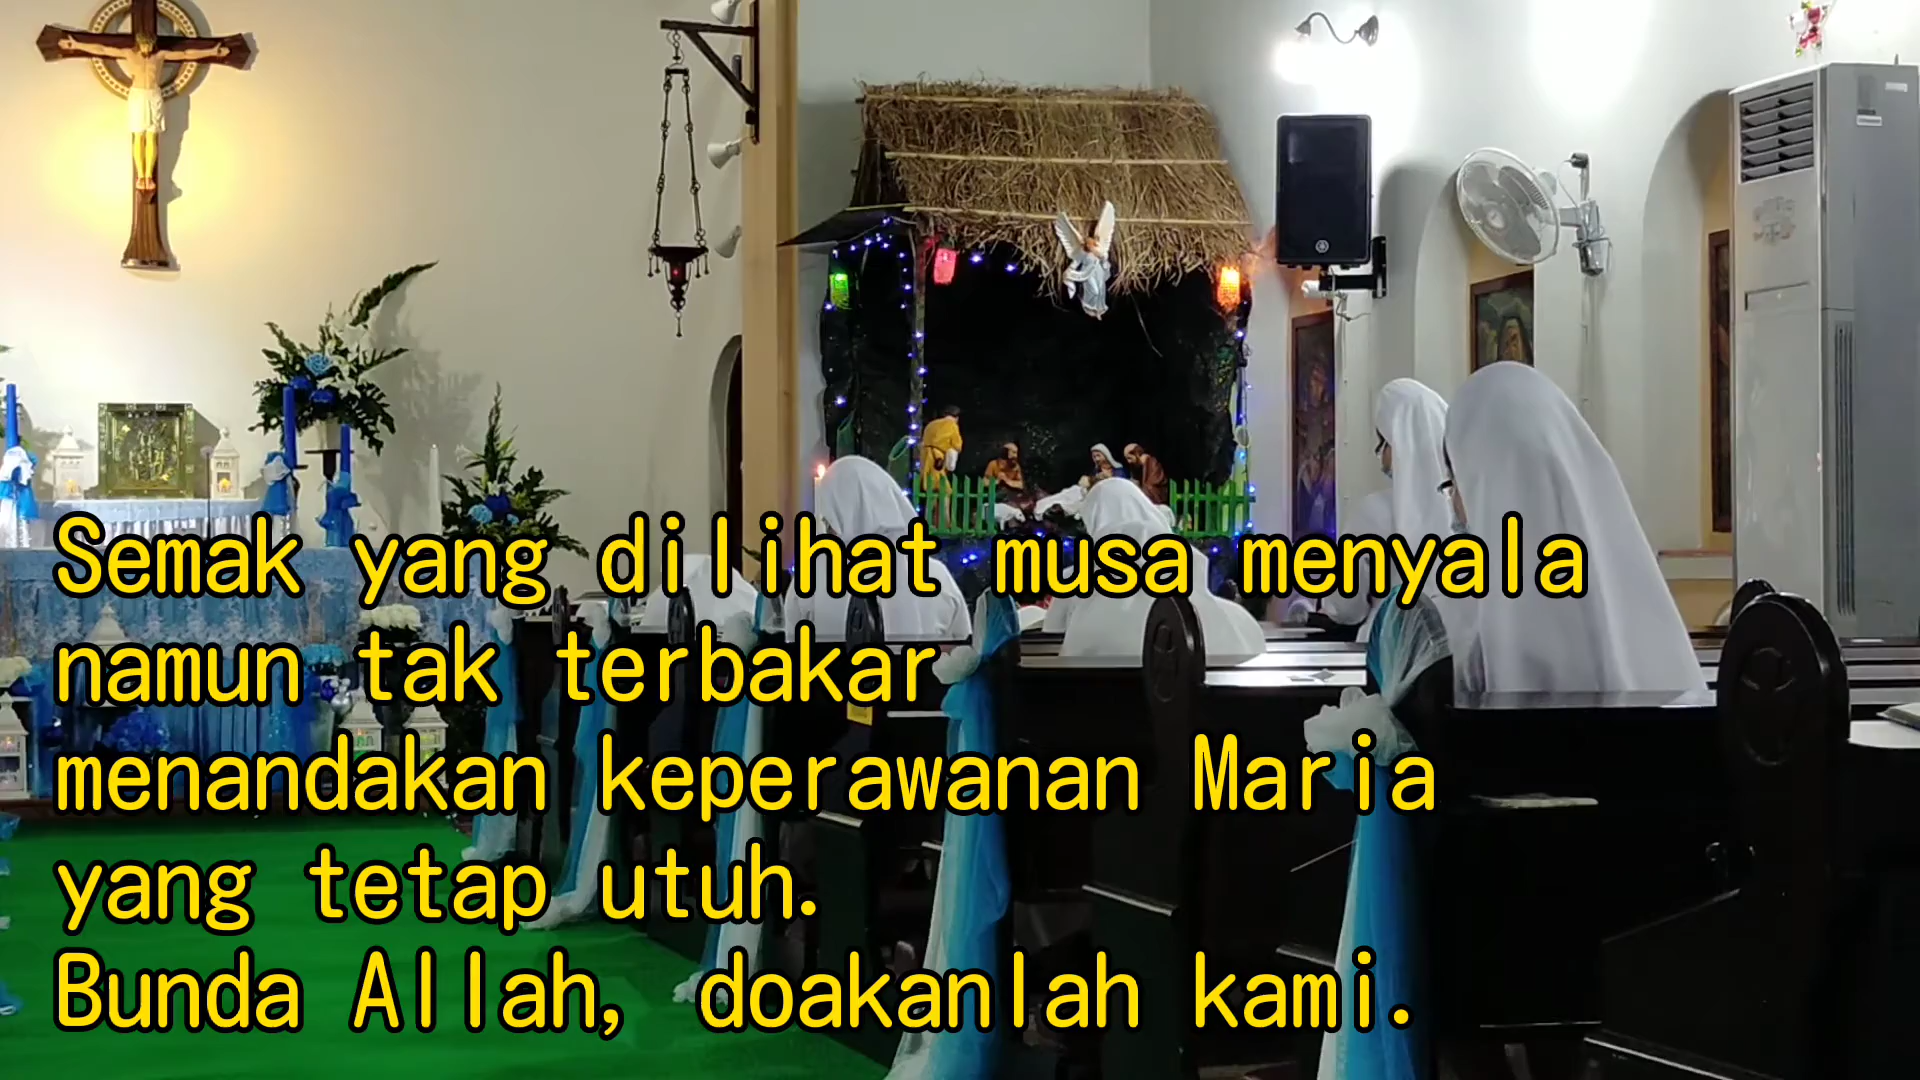 Semak yang dilihat musa menyala
namun tak terbakar
menandakan keperawanan Maria
yang tetap utuh.
Bunda Allah, doakanlah kami.